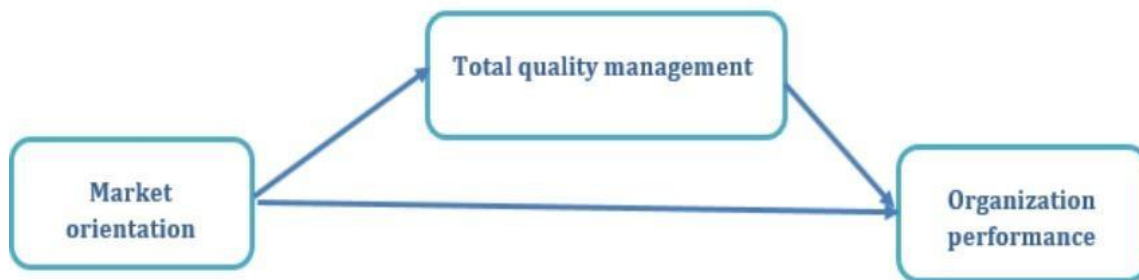 Total quality management
Market
orientation
Organization
performance